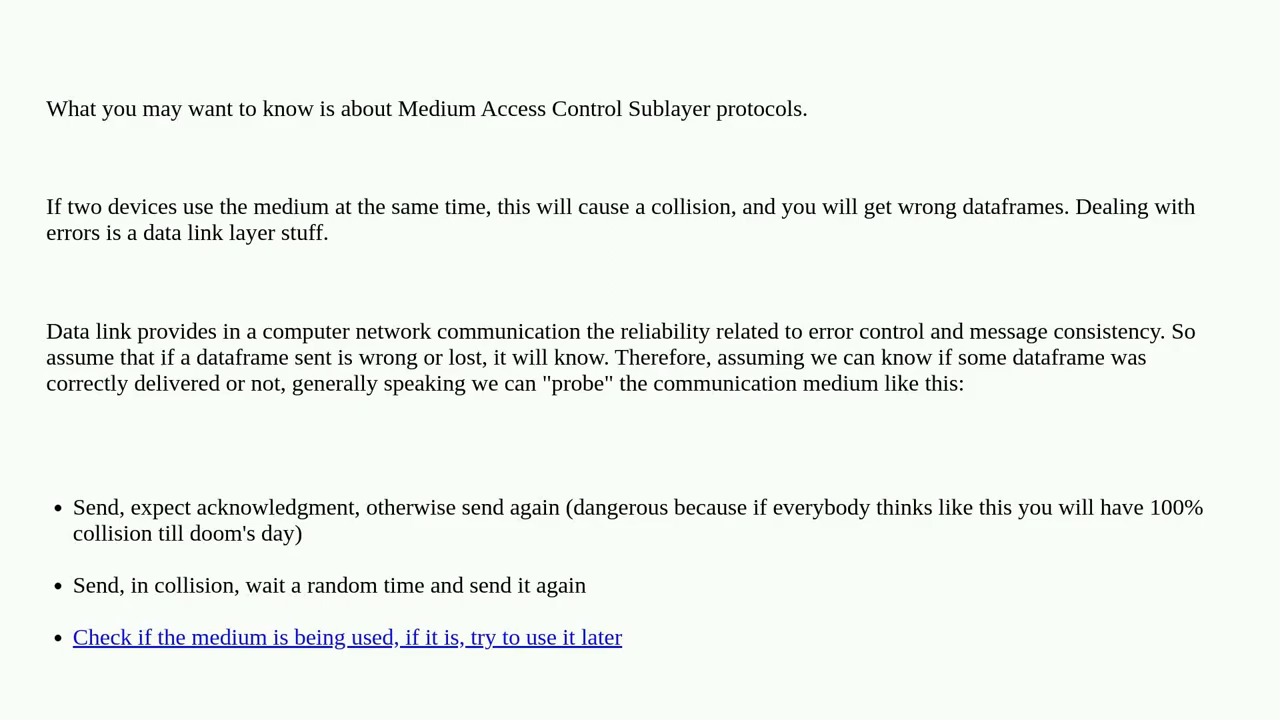 What you may want to know is about Medium Access Control Sublayer protocols.
If two devices use the medium at the same time, this will cause a collision, and you will get wrong dataframes. Dealing with
errors is a data link layer stuff.
Data link provides in a computer network communication the reliability related to error control and message consistency. So
assume that if a dataframe sent is wrong or lost, it will know. Therefore, assuming we can know if some dataframe was
correctly delivered or not, generally speaking we can "probe" the communication medium like this:
• Send, expect acknowledgment, otherwise send again (dangerous because if everybody thinks like this you will have 100%
collision till doom's day)
• Send, in collision, wait a random time and send it again
• Check if the medium is being used, if it is, try to use it later